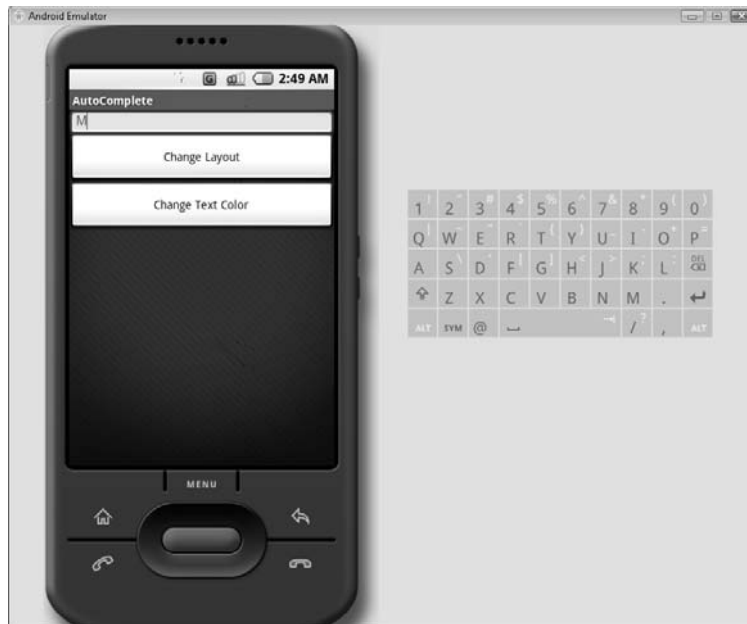 Android Emulator
2:49 AM
AutoComplete
M
Change Layout
Change Text Color
MENU
1 ! 2 3 # 4 $ 5 % 6 ^ 7 & 8 * 9 ( 0 )
Q W E R T { Y } U I O P
A S \ D F [ G ] H < J > K L DEL
Z X C V B N M .
ALT SYM @ / ? , ALT